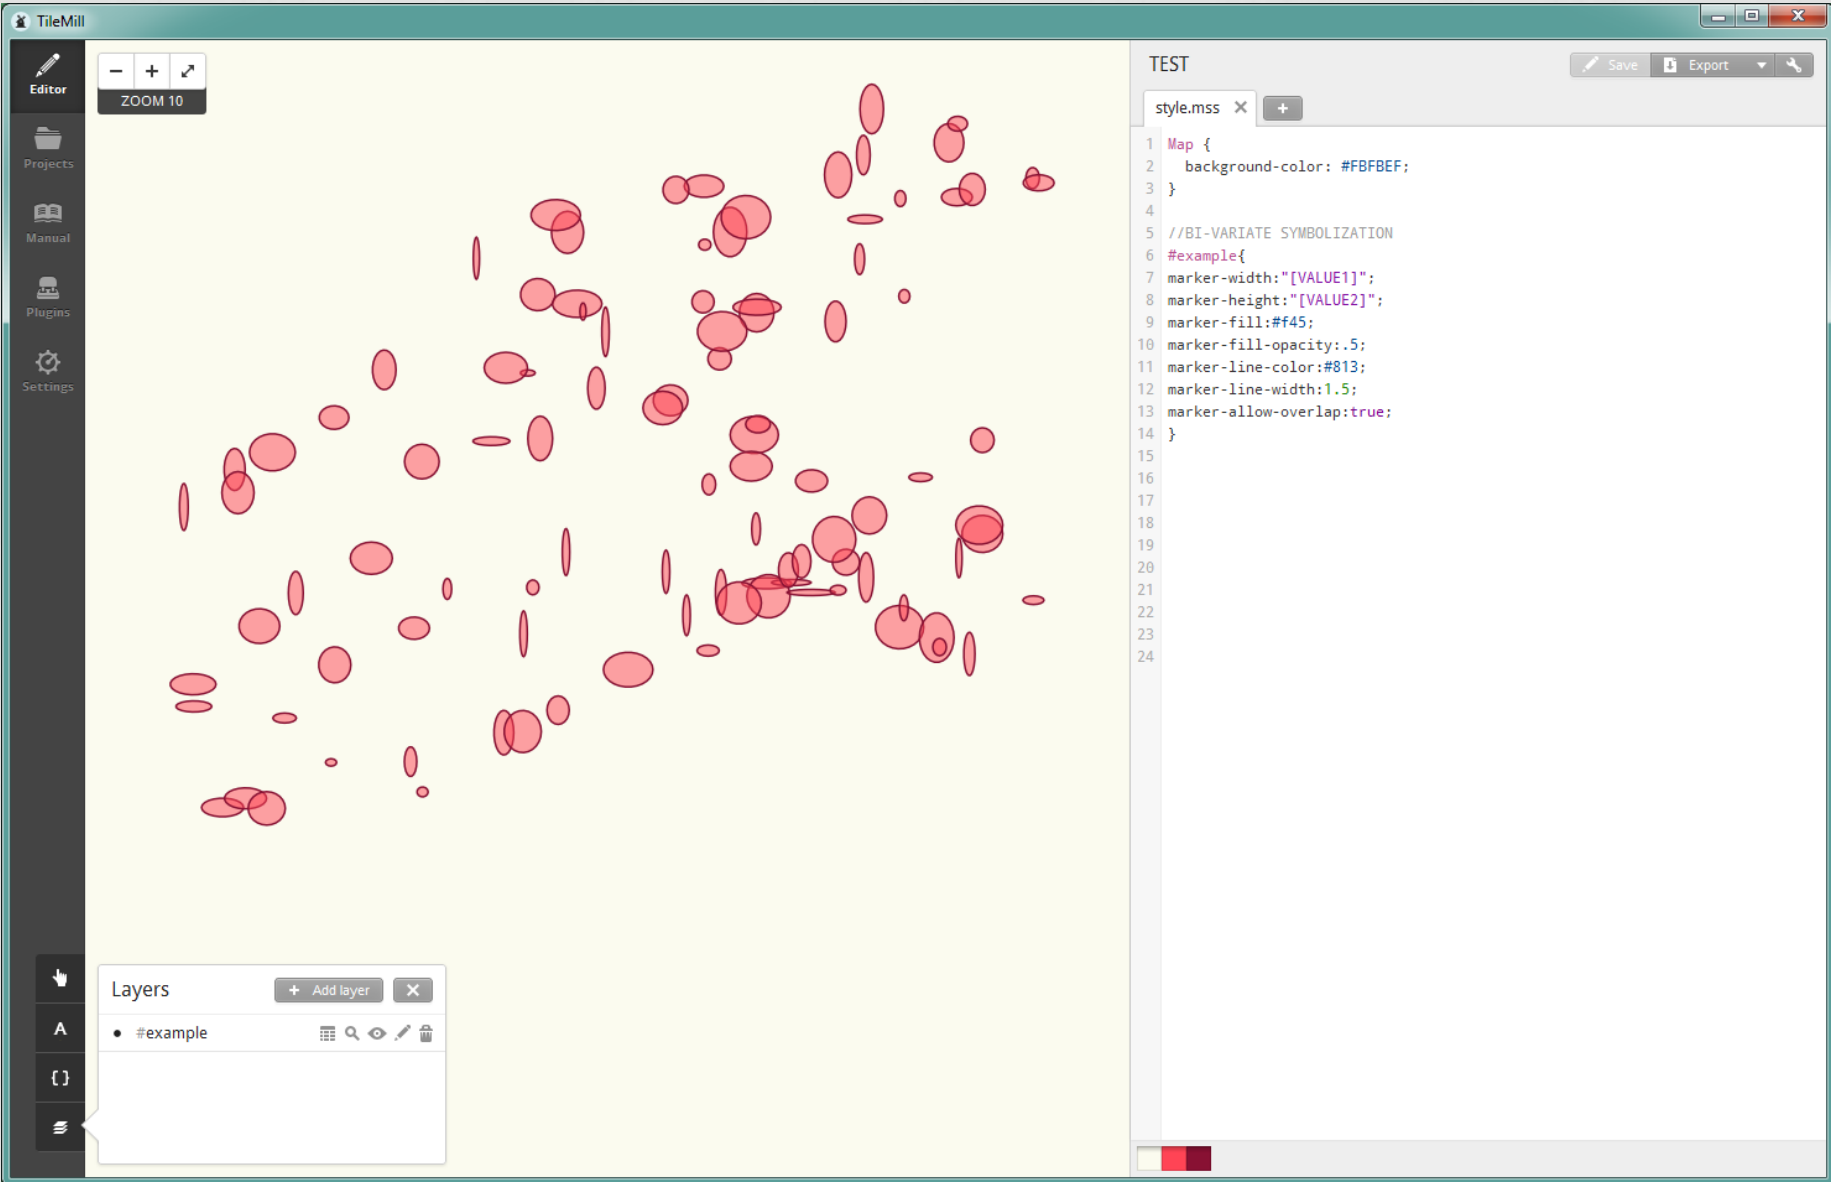 TileMill
Editor
Projects
Manual
Plugins
Settings
ZOOM 10
TEST
Save
Export
style.mss
1 Map {
2   background-color: #FBFBEF;
3 }
4
5 //BI-VARIATE SYMBOLIZATION
6 #example{
7 marker-width:"[VALUE1]";
8 marker-height:"[VALUE2]";
9 marker-fill:#f45;
10 marker-fill-opacity:.5;
11 marker-line-color:#813;
12 marker-line-width:1.5;
13 marker-allow-overlap:true;
14 }
15
16
17
18
19
20
21
22
23
24
A
{}
Layers
+ Add layer
#example